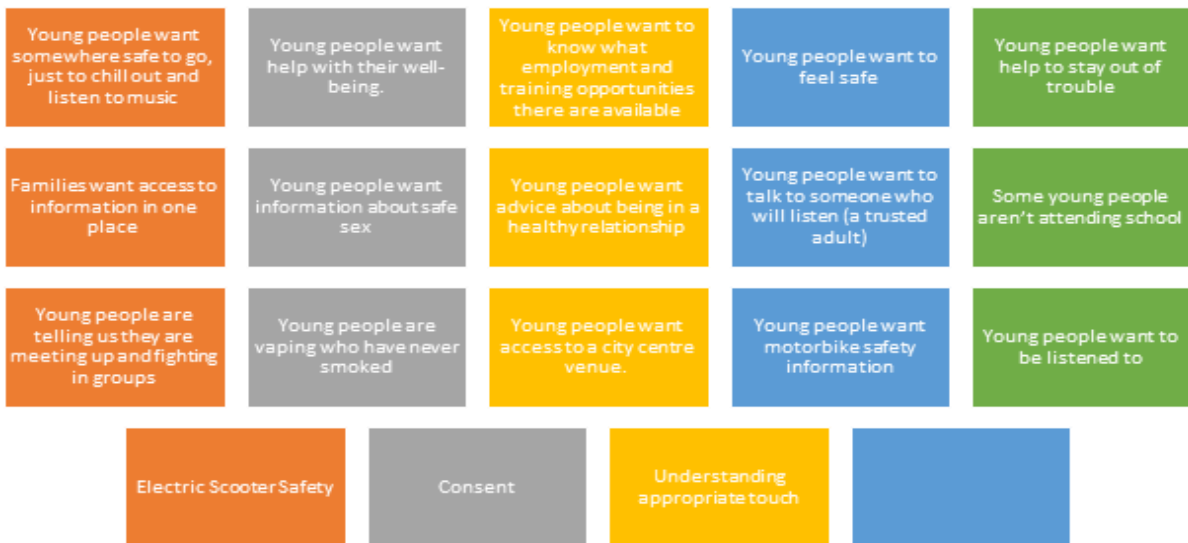 Young people want
somewhere safe to go,
just to chill out and
listen to music
Young people want
help with their well-
being.
Young people want to
know what
employment and
training opportunities
there are available
Young people want to
feel safe
Young people want
help to stay out of
trouble
Families want access to
information in one
place
Young people want
information about safe
sex
Young people want
advice about being in a
healthy relationship
Young people want to
talk to someone who
will listen (a trusted
adult)
Some young people
aren't attending school
Young people are
telling us they are
meeting up and fighting
in groups
Young people are
vaping who have never
smoked
Young people want
access to a city centre
venue.
Young people want
motorbike safety
information
Young people want to
be listened to
Electric Scooter Safety
Consent
Understanding
appropriate touch